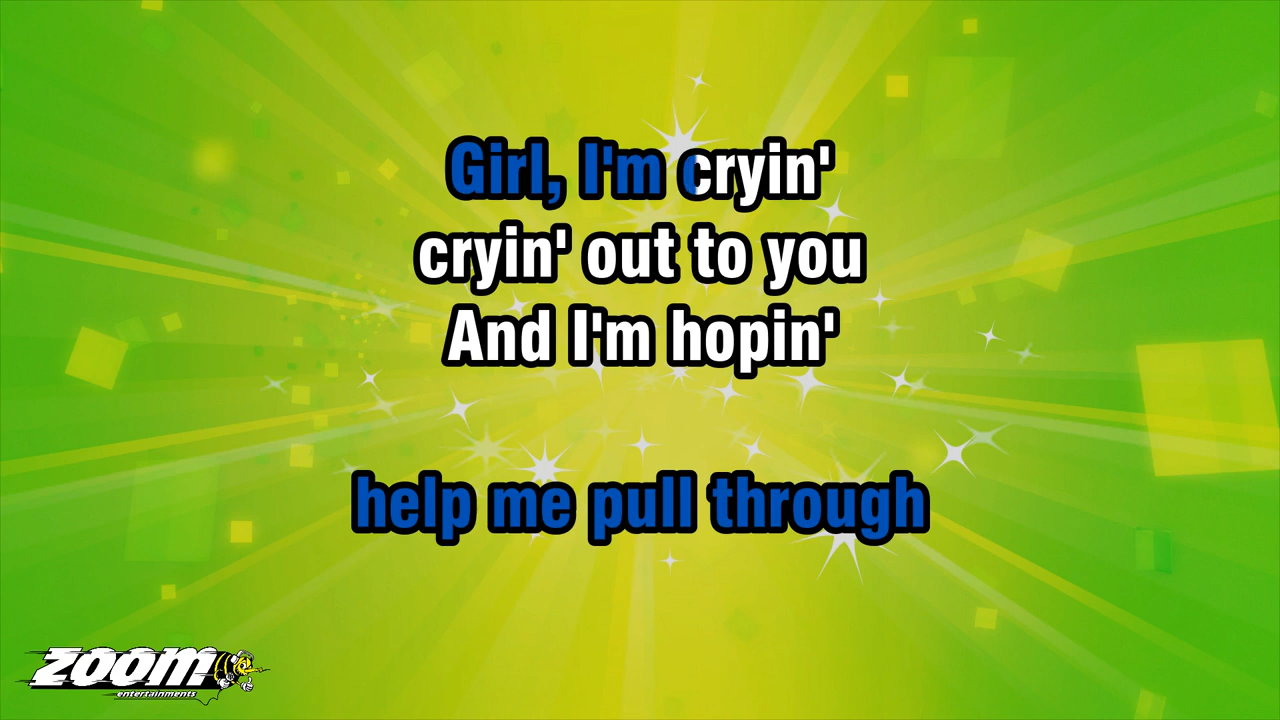 Girl, I'm cryin'
cryin' out to you
And I'm hopin'
help me pull through
zoom
entertainments